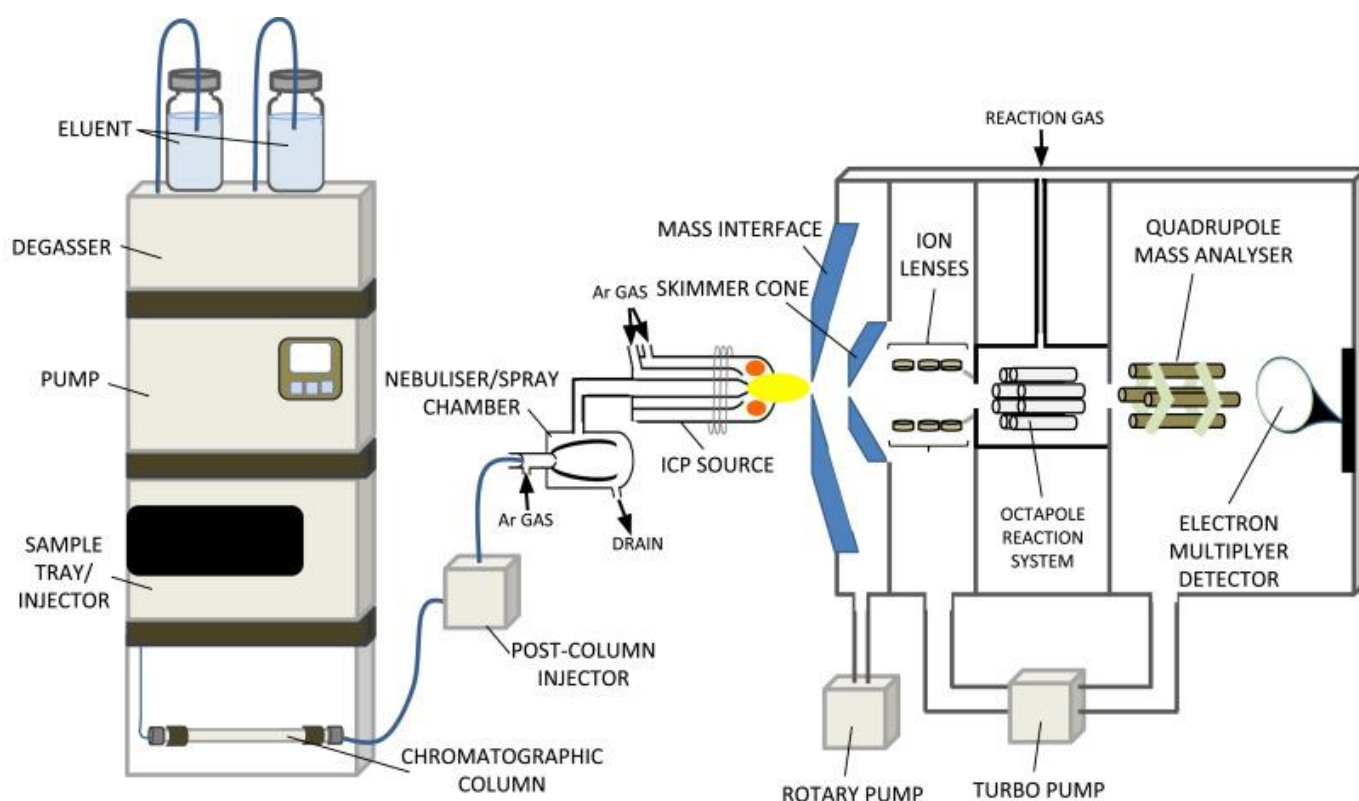 ELUENT
DEGASSER
PUMP
SAMPLE
TRAY/
INJECTOR
CHROMATOGRAPHIC
COLUMN
POST-COLUMN
INJECTOR
NEBULISER/SPRAY
CHAMBER
Ar GAS
DRAIN
Ar GAS
ICP SOURCE
MASS INTERFACE
SKIMMER CONE
ION
LENSES
REACTION GAS
OCTAPOLE
REACTION
SYSTEM
QUADRUPOLE
MASS ANALYSER
ELECTRON
MULTIPLYER
DETECTOR
ROTARY PUMP
TURBO PUMP